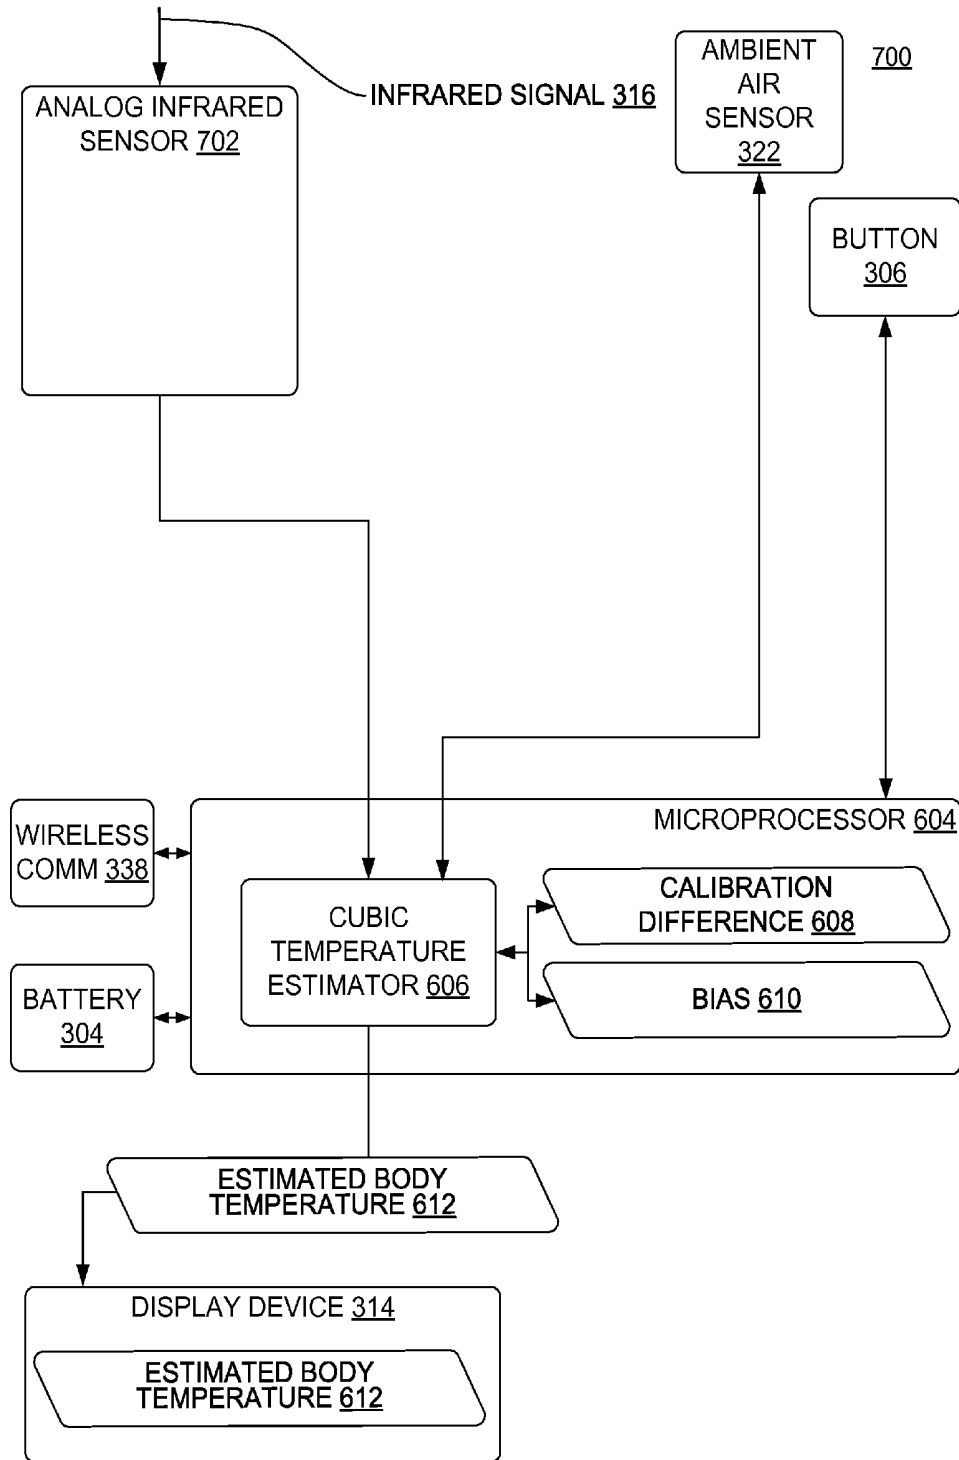 ANALOG INFRARED
SENSOR 702
INFRARED SIGNAL 316
AMBIENT
AIR
SENSOR
322
700
BUTTON
306
MICROPROCESSOR 604
WIRELESS
COMM 338
CUBIC
TEMPERATURE
ESTIMATOR 606
CALIBRATION
DIFFERENCE 608
BIAS 610
BATTERY
304
ESTIMATED BODY
TEMPERATURE 612
DISPLAY DEVICE 314
ESTIMATED BODY
TEMPERATURE 612